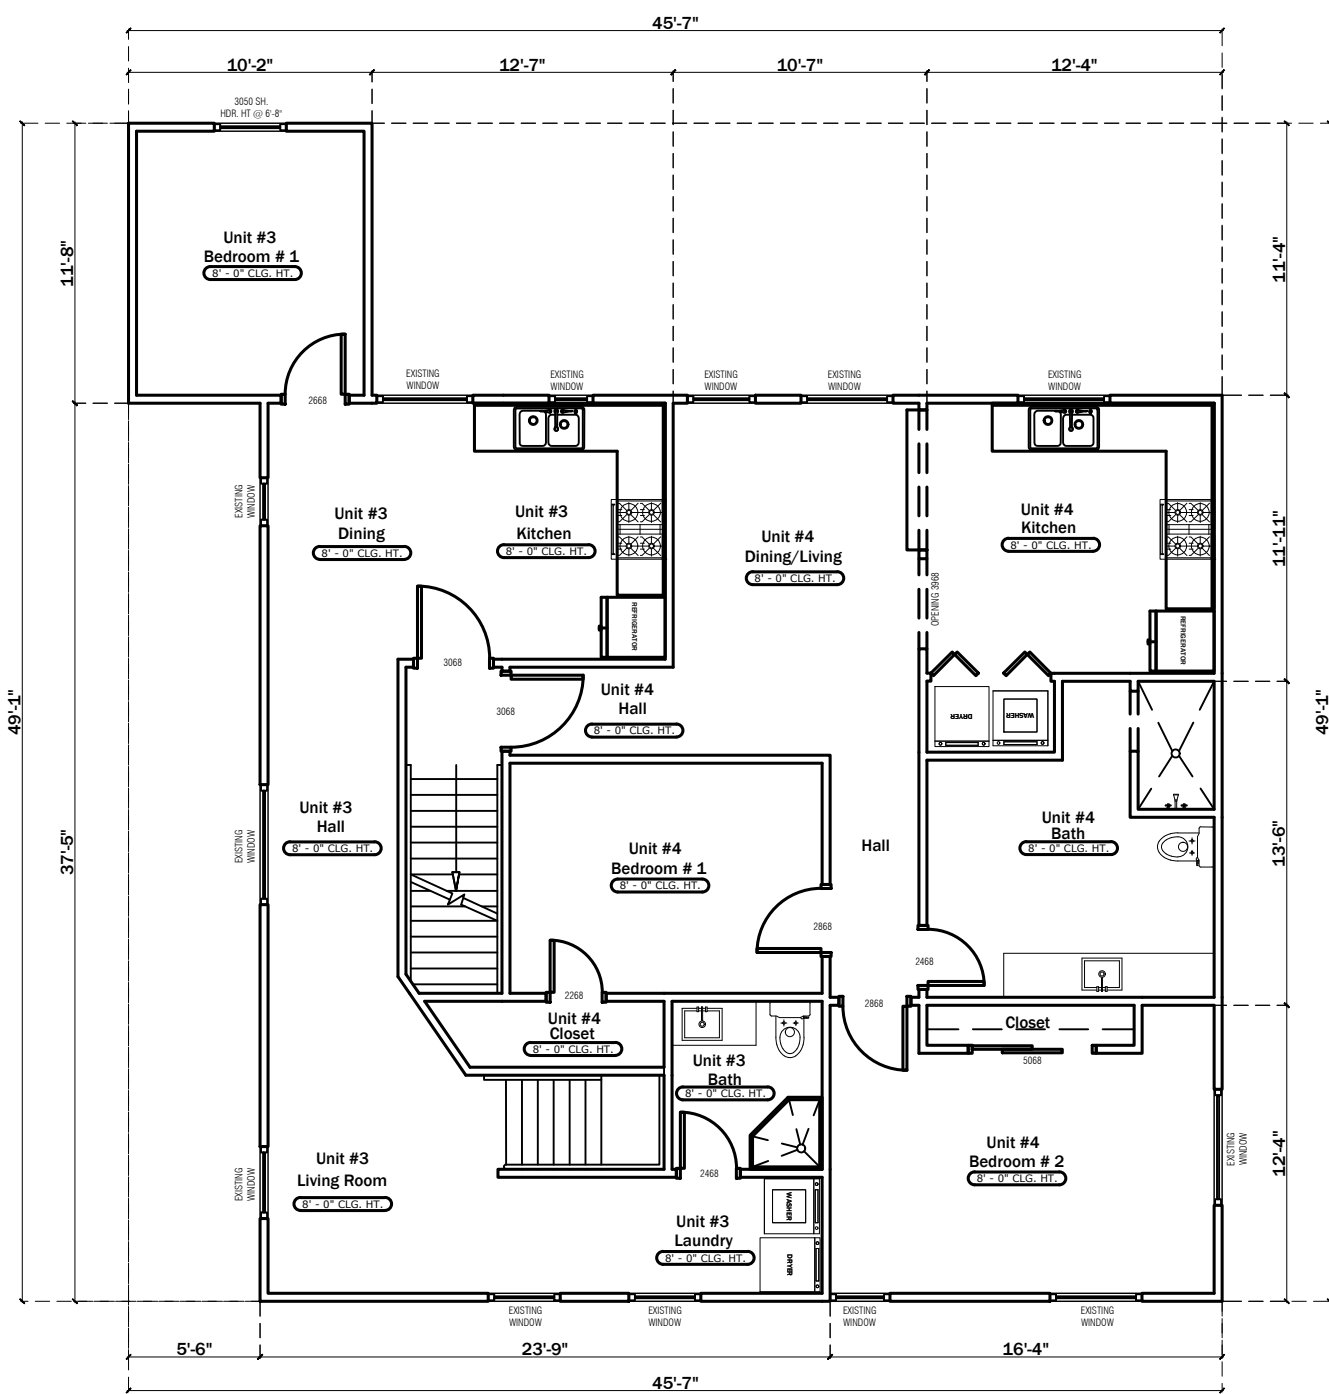 45'-7"
10'-2"
12'-7"
10'-7"
12'-4"
3050 SH.
HDR. HT @ 6'-8"
Unit #3
Bedroom # 1
8' - 0" CLG. HT.
11'-8"
11'-4"
2668
EXISTING
WINDOW
EXISTING
WINDOW
EXISTING
WINDOW
EXISTING
WINDOW
EXISTING
WINDOW
EXISTING
WINDOW
Unit #3
Dining
8' - 0" CLG. HT.
Unit #3
Kitchen
8' - 0" CLG. HT.
Unit #4
Dining/Living
8' - 0" CLG. HT.
Unit #4
Kitchen
8' - 0" CLG. HT.
11'-11"
OPENING 3968
REFRIGERATOR
REFRIGERATOR
3068
3068
Unit #4
Hall
8' - 0" CLG. HT.
DRYER
WASHER
49'-1"
49'-1"
37'-5"
EXISTING
WINDOW
Unit #3
Hall
8' - 0" CLG. HT.
Unit #4
Bedroom # 1
8' - 0" CLG. HT.
Hall
Unit #4
Bath
8' - 0" CLG. HT.
13'-6"
2868
2468
2268
2868
Unit #4
Closet
8' - 0" CLG. HT.
Closet
5068
Unit #3
Bath
8' - 0" CLG. HT.
EXISTING
WINDOW
Unit #3
Living Room
8' - 0" CLG. HT.
2468
Unit #4
Bedroom # 2
8' - 0" CLG. HT.
EXISTING
WINDOW
12'-4"
WASHER
Unit #3
Laundry
8' - 0" CLG. HT.
DRYER
EXISTING
WINDOW
EXISTING
WINDOW
EXISTING
WINDOW
EXISTING
WINDOW
5'-6"
23'-9"
16'-4"
45'-7"